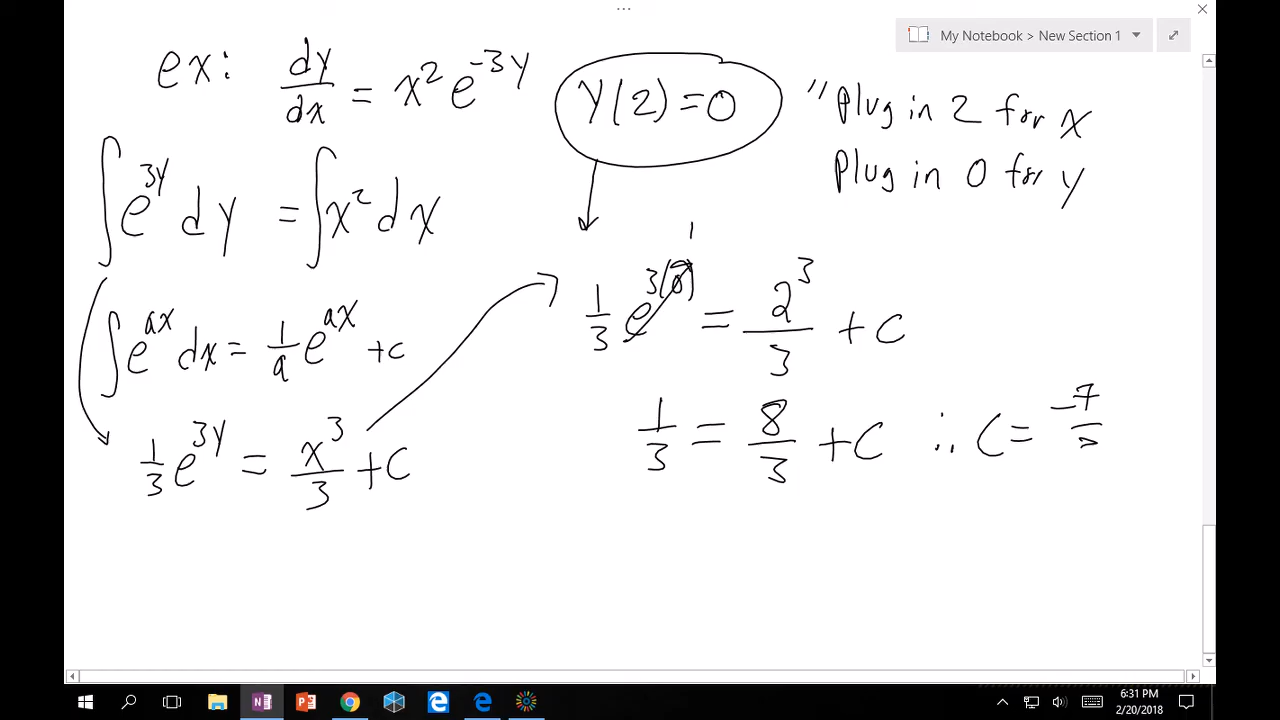 My Notebook > New Section 1
ex: dy/dx = x² e^(-3y)
y(2) = 0
"Plug in 2 for x
Plug in 0 for y
∫ e^(3y) dy = ∫ x² dx
∫ e^(ax) dx = 1/a e^(ax) + c
1/3 e^(3y) = x³/3 + C
1
1/3 e^(3(0)) = 2³/3 + C
1/3 = 8/3 + C ∴ C = -7/
6:31 PM
2/20/2018